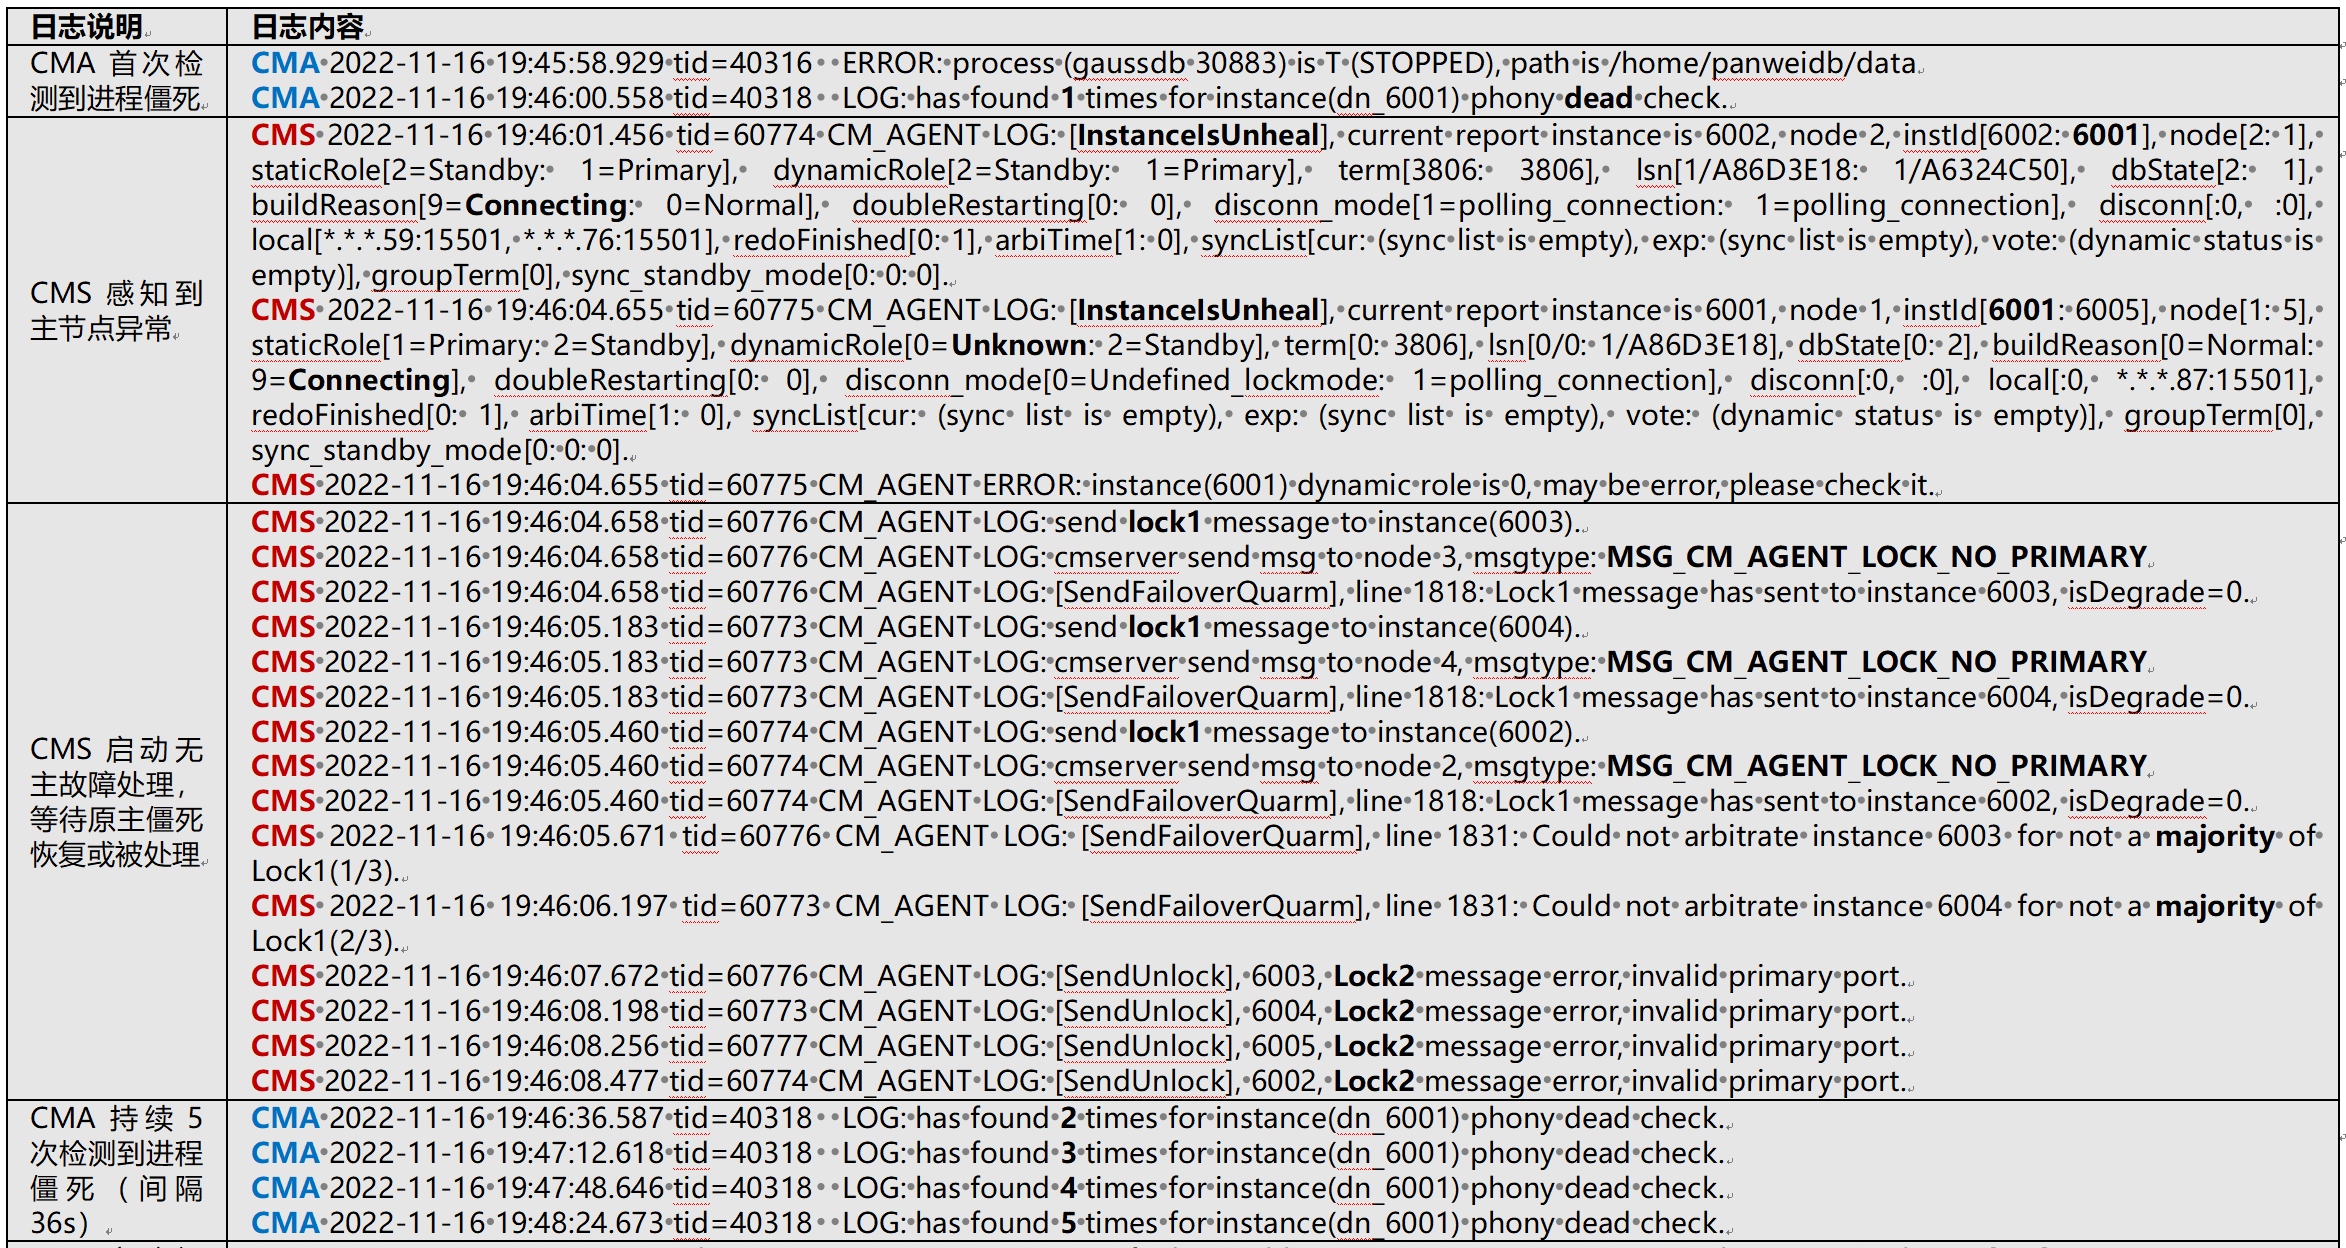 日志说明
日志内容
CMA 首次检
测到进程僵死
CMA 2022-11-16 19:45:58.929 tid=40316  ERROR: process (gaussdb 30883) is T (STOPPED), path is /home/panweidb/data
CMA 2022-11-16 19:46:00.558 tid=40318  LOG: has found 1 times for instance(dn_6001) phony dead check.
CMS 感知到
主节点异常
CMS 2022-11-16 19:46:01.456 tid=60774 CM_AGENT LOG: [InstanceIsUnheal], current report instance is 6002, node 2, instId[6002: 6001], node[2: 1],
staticRole[2=Standby: 1=Primary], dynamicRole[2=Standby: 1=Primary], term[3806: 3806], lsn[1/A86D3E18: 1/A6324C50], dbState[2: 1],
buildReason[9=Connecting: 0=Normal], doubleRestarting[0: 0], disconn_mode[1=polling_connection: 1=polling_connection], disconn[:0, :0],
local[*.*.*.59:15501, *.*.*.76:15501], redoFinished[0: 1], arbiTime[1: 0], syncList[cur: (sync list is empty), exp: (sync list is empty), vote: (dynamic status is
empty)], groupTerm[0], sync_standby_mode[0: 0: 0].
CMS 2022-11-16 19:46:04.655 tid=60775 CM_AGENT LOG: [InstanceIsUnheal], current report instance is 6001, node 1, instId[6001: 6005], node[1: 5],
staticRole[1=Primary: 2=Standby], dynamicRole[0=Unknown: 2=Standby], term[0: 3806], lsn[0/0: 1/A86D3E18], dbState[0: 2], buildReason[0=Normal:
9=Connecting], doubleRestarting[0: 0], disconn_mode[0=Undefined_lockmode: 1=polling_connection], disconn[:0, :0], local[:0, *.*.*.87:15501],
redoFinished[0: 1], arbiTime[1: 0], syncList[cur: (sync list is empty), exp: (sync list is empty), vote: (dynamic status is empty)], groupTerm[0],
sync_standby_mode[0: 0: 0].
CMS 2022-11-16 19:46:04.655 tid=60775 CM_AGENT ERROR: instance(6001) dynamic role is 0, may be error, please check it.
CMS 启动无
主故障处理，
等待原主僵死
恢复或被处理
CMS 2022-11-16 19:46:04.658 tid=60776 CM_AGENT LOG: send lock1 message to instance(6003).
CMS 2022-11-16 19:46:04.658 tid=60776 CM_AGENT LOG: cmserver send msg to node 3, msgtype: MSG_CM_AGENT_LOCK_NO_PRIMARY
CMS 2022-11-16 19:46:04.658 tid=60776 CM_AGENT LOG: [SendFailoverQuarm], line 1818: Lock1 message has sent to instance 6003, isDegrade=0.
CMS 2022-11-16 19:46:05.183 tid=60773 CM_AGENT LOG: send lock1 message to instance(6004).
CMS 2022-11-16 19:46:05.183 tid=60773 CM_AGENT LOG: cmserver send msg to node 4, msgtype: MSG_CM_AGENT_LOCK_NO_PRIMARY
CMS 2022-11-16 19:46:05.183 tid=60773 CM_AGENT LOG: [SendFailoverQuarm], line 1818: Lock1 message has sent to instance 6004, isDegrade=0.
CMS 2022-11-16 19:46:05.460 tid=60774 CM_AGENT LOG: send lock1 message to instance(6002).
CMS 2022-11-16 19:46:05.460 tid=60774 CM_AGENT LOG: cmserver send msg to node 2, msgtype: MSG_CM_AGENT_LOCK_NO_PRIMARY
CMS 2022-11-16 19:46:05.460 tid=60774 CM_AGENT LOG: [SendFailoverQuarm], line 1818: Lock1 message has sent to instance 6002, isDegrade=0.
CMS 2022-11-16 19:46:05.671 tid=60776 CM_AGENT LOG: [SendFailoverQuarm], line 1831: Could not arbitrate instance 6003 for not a majority of
Lock1(1/3).
CMS 2022-11-16 19:46:06.197 tid=60773 CM_AGENT LOG: [SendFailoverQuarm], line 1831: Could not arbitrate instance 6004 for not a majority of
Lock1(2/3).
CMS 2022-11-16 19:46:07.672 tid=60776 CM_AGENT LOG: [SendUnlock], 6003, Lock2 message error, invalid primary port.
CMS 2022-11-16 19:46:08.198 tid=60773 CM_AGENT LOG: [SendUnlock], 6004, Lock2 message error, invalid primary port.
CMS 2022-11-16 19:46:08.256 tid=60777 CM_AGENT LOG: [SendUnlock], 6005, Lock2 message error, invalid primary port.
CMS 2022-11-16 19:46:08.477 tid=60774 CM_AGENT LOG: [SendUnlock], 6002, Lock2 message error, invalid primary port.
CMA 持续 5
次检测到进程
僵死（间隔
36s）
CMA 2022-11-16 19:46:36.587 tid=40318  LOG: has found 2 times for instance(dn_6001) phony dead check.
CMA 2022-11-16 19:47:12.618 tid=40318  LOG: has found 3 times for instance(dn_6001) phony dead check.
CMA 2022-11-16 19:47:48.646 tid=40318  LOG: has found 4 times for instance(dn_6001) phony dead check.
CMA 2022-11-16 19:48:24.673 tid=40318  LOG: has found 5 times for instance(dn_6001) phony dead check.